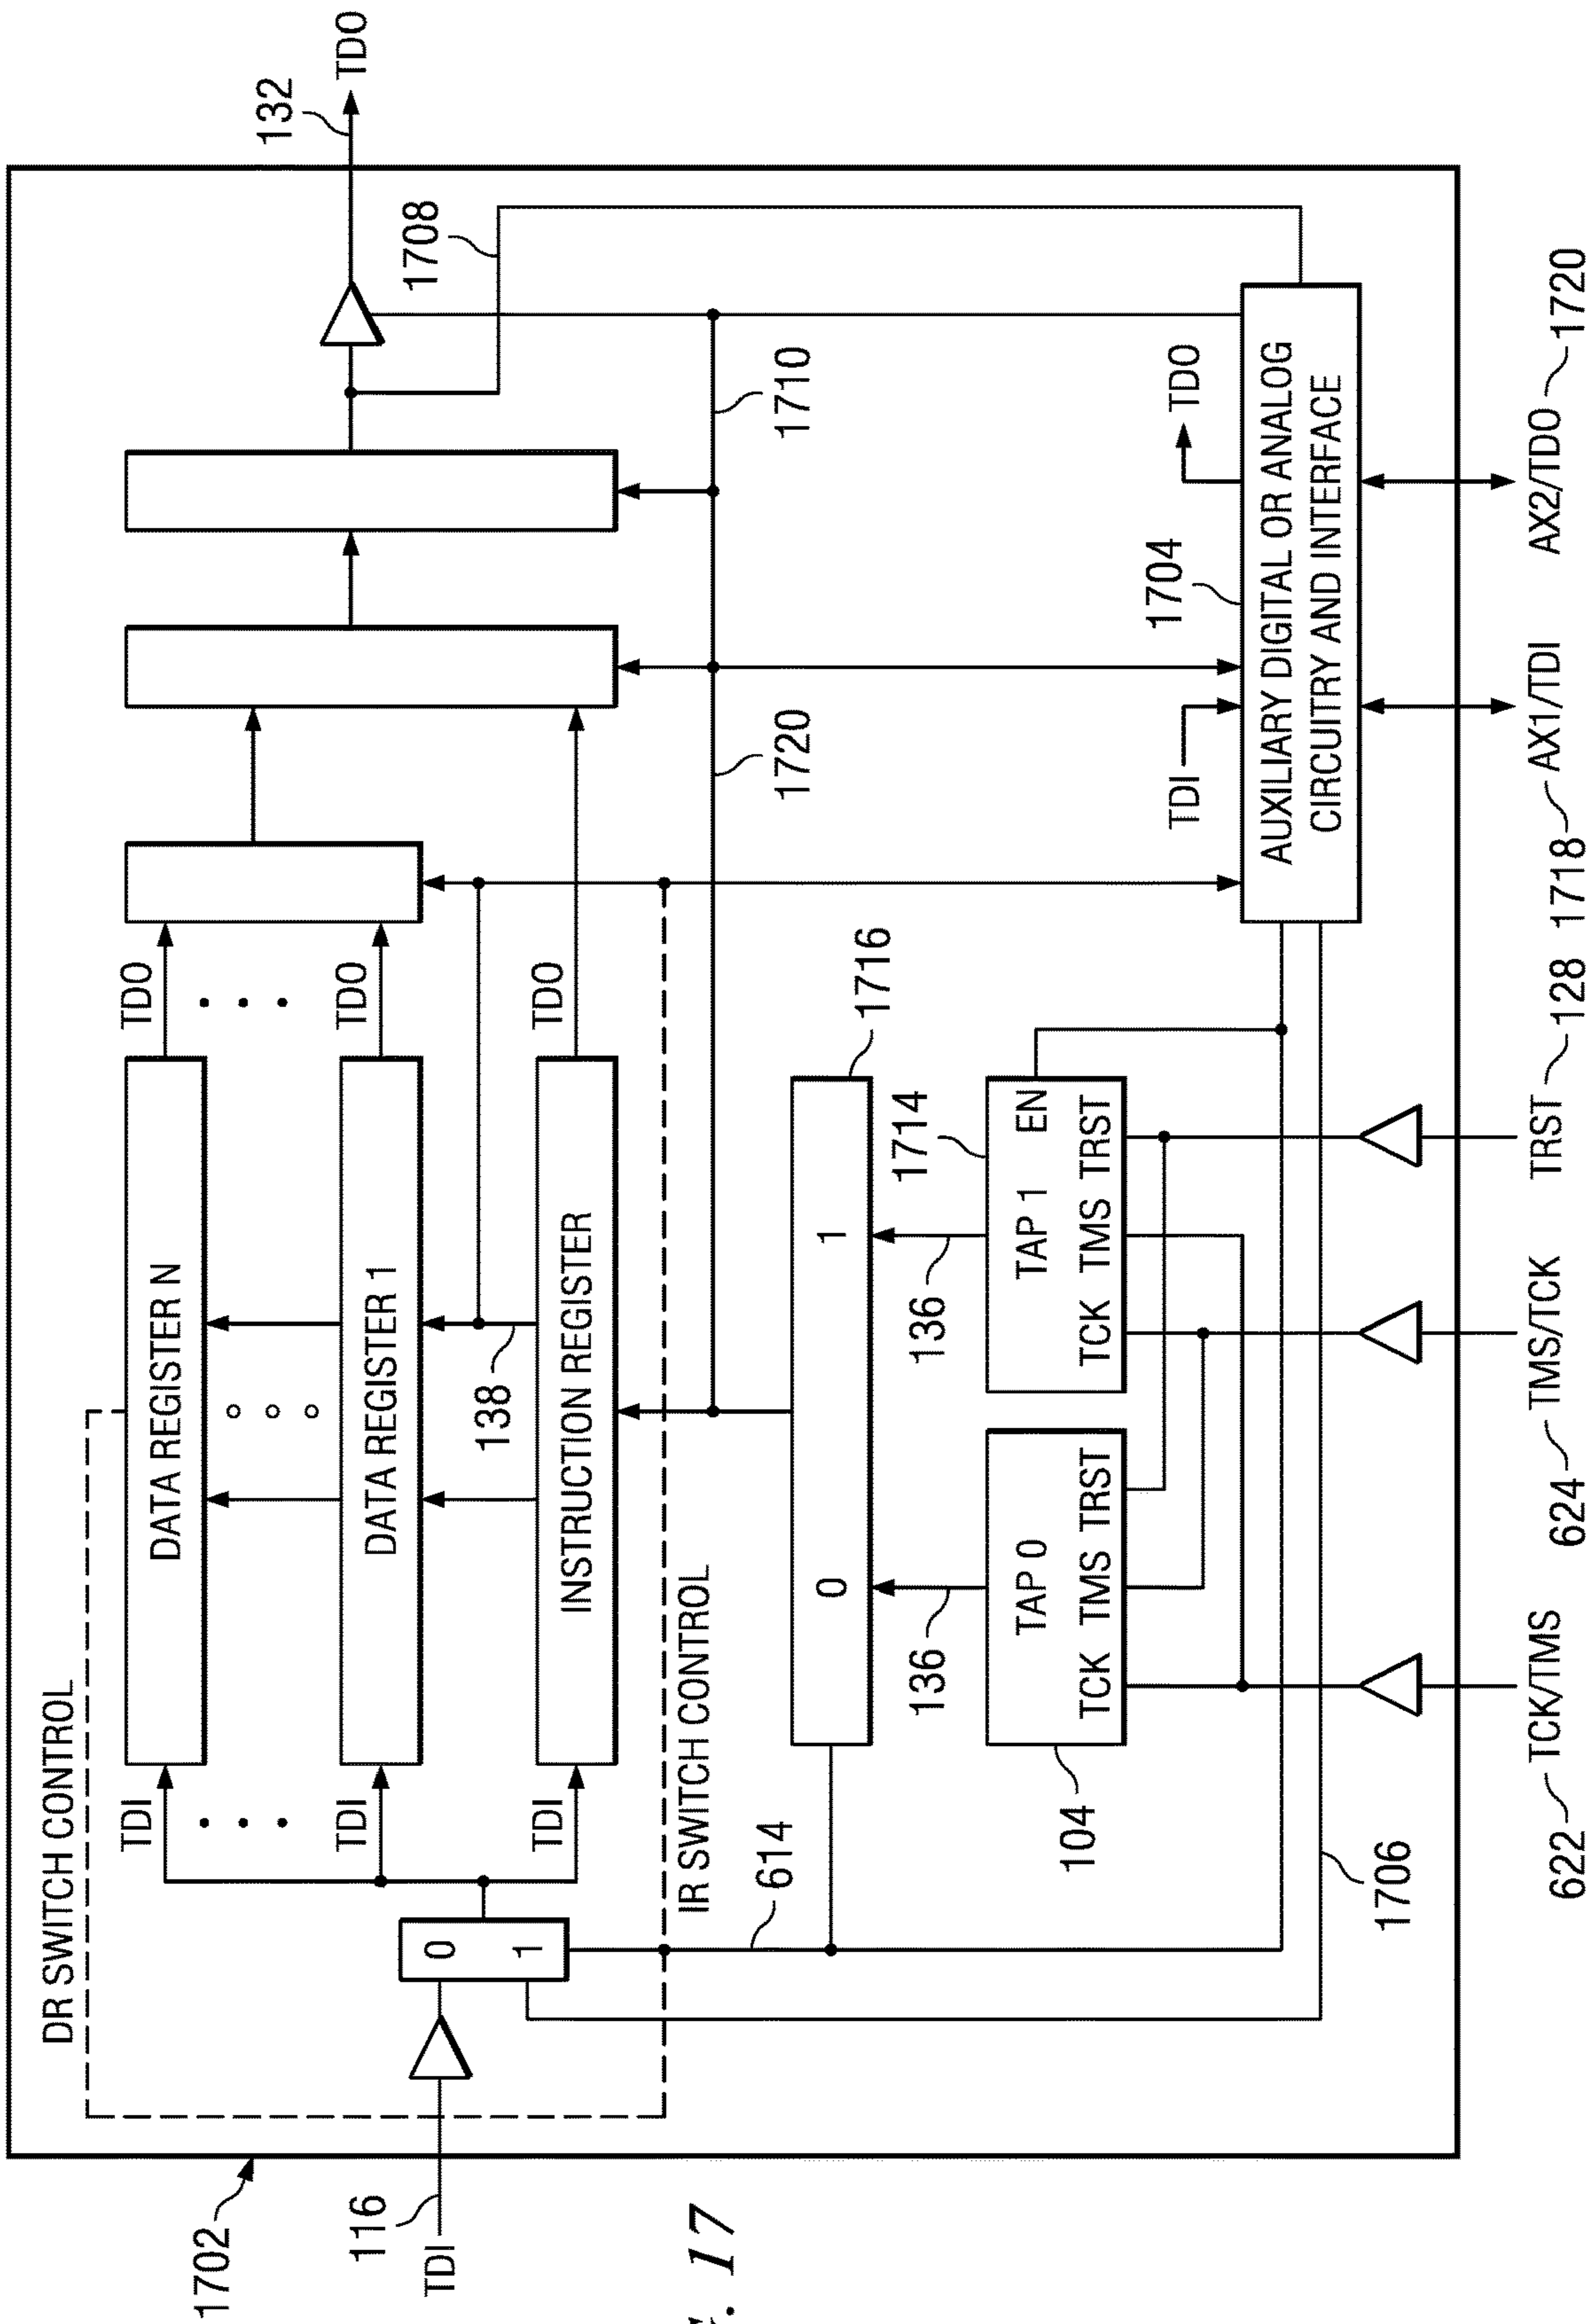 1702
116
TDI
DR SWITCH CONTROL
0
1
TDI
TDI
TDI
DATA REGISTER N
DATA REGISTER 1
INSTRUCTION REGISTER
138
TDO
TDO
TDO
132
TDO
1708
1710
1720
IR SWITCH CONTROL
614
0
1
1716
136
136
104
TAP 0
TCK TMS TRST
1714
TAP 1
EN
TCK TMS TRST
1706
TDI
TDO
1704
AUXILIARY DIGITAL OR ANALOG
CIRCUITRY AND INTERFACE
622
TCK/TMS
624
TMS/TCK
TRST
128
1718
AX1/TDI
AX2/TDO
1720
. 17